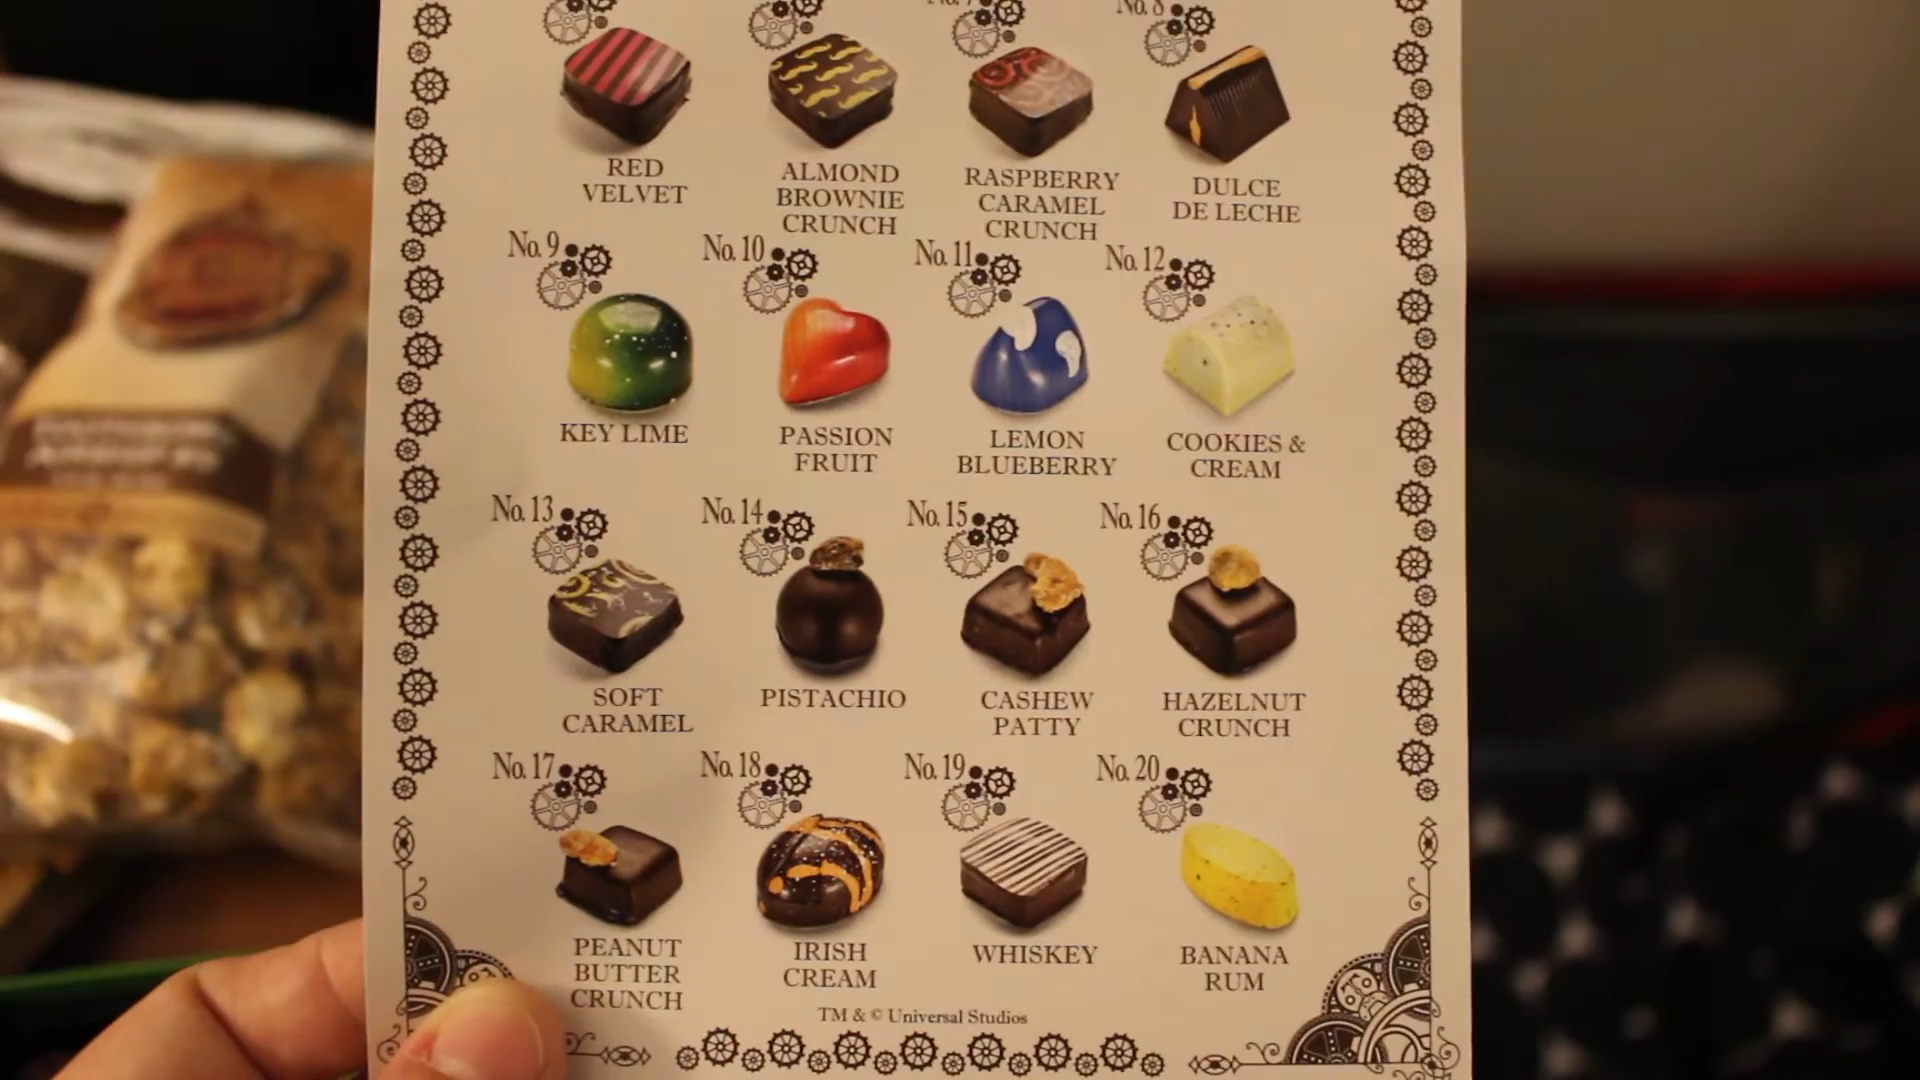 No. 8
RED
VELVET
ALMOND
BROWNIE
CRUNCH
RASPBERRY
CARAMEL
CRUNCH
DULCE
DE LECHE
No. 9
No. 10
No. 11
No. 12
KEY LIME
PASSION
FRUIT
LEMON
BLUEBERRY
COOKIES &
CREAM
No. 13
No. 14
No. 15
No. 16
SOFT
CARAMEL
PISTACHIO
CASHEW
PATTY
HAZELNUT
CRUNCH
No. 17
No. 18
No. 19
No. 20
PEANUT
BUTTER
CRUNCH
IRISH
CREAM
WHISKEY
BANANA
RUM
TM & © Universal Studios